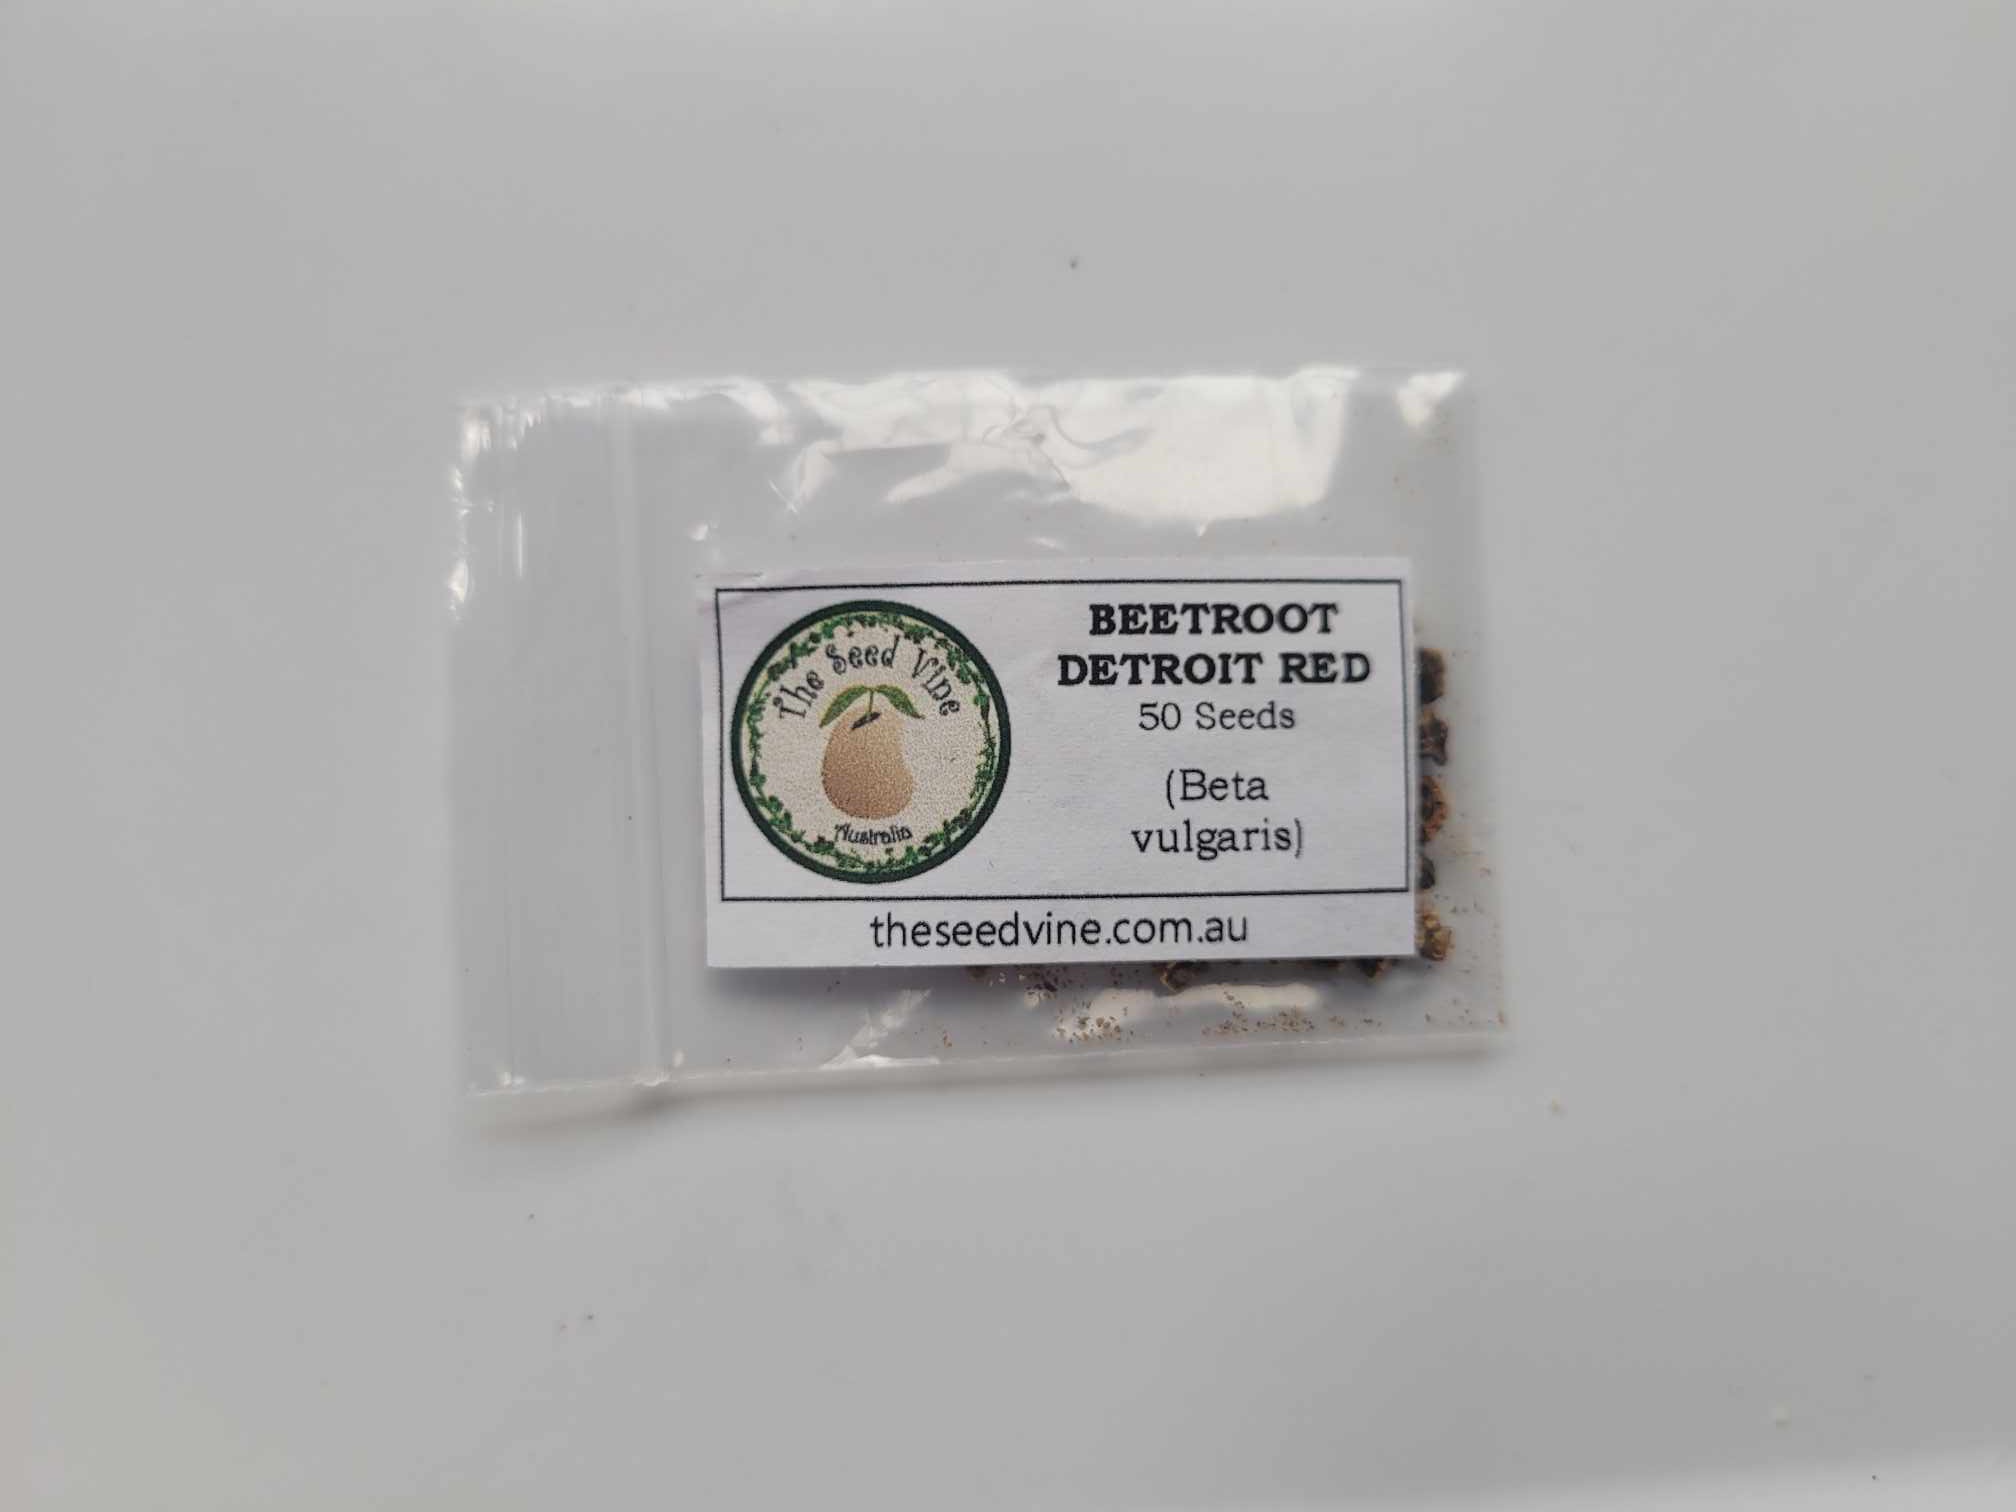 The Seed Vine
Australia
BEETROOT
DETROIT RED
50 Seeds
(Beta
vulgaris)
theseedvine.com.au